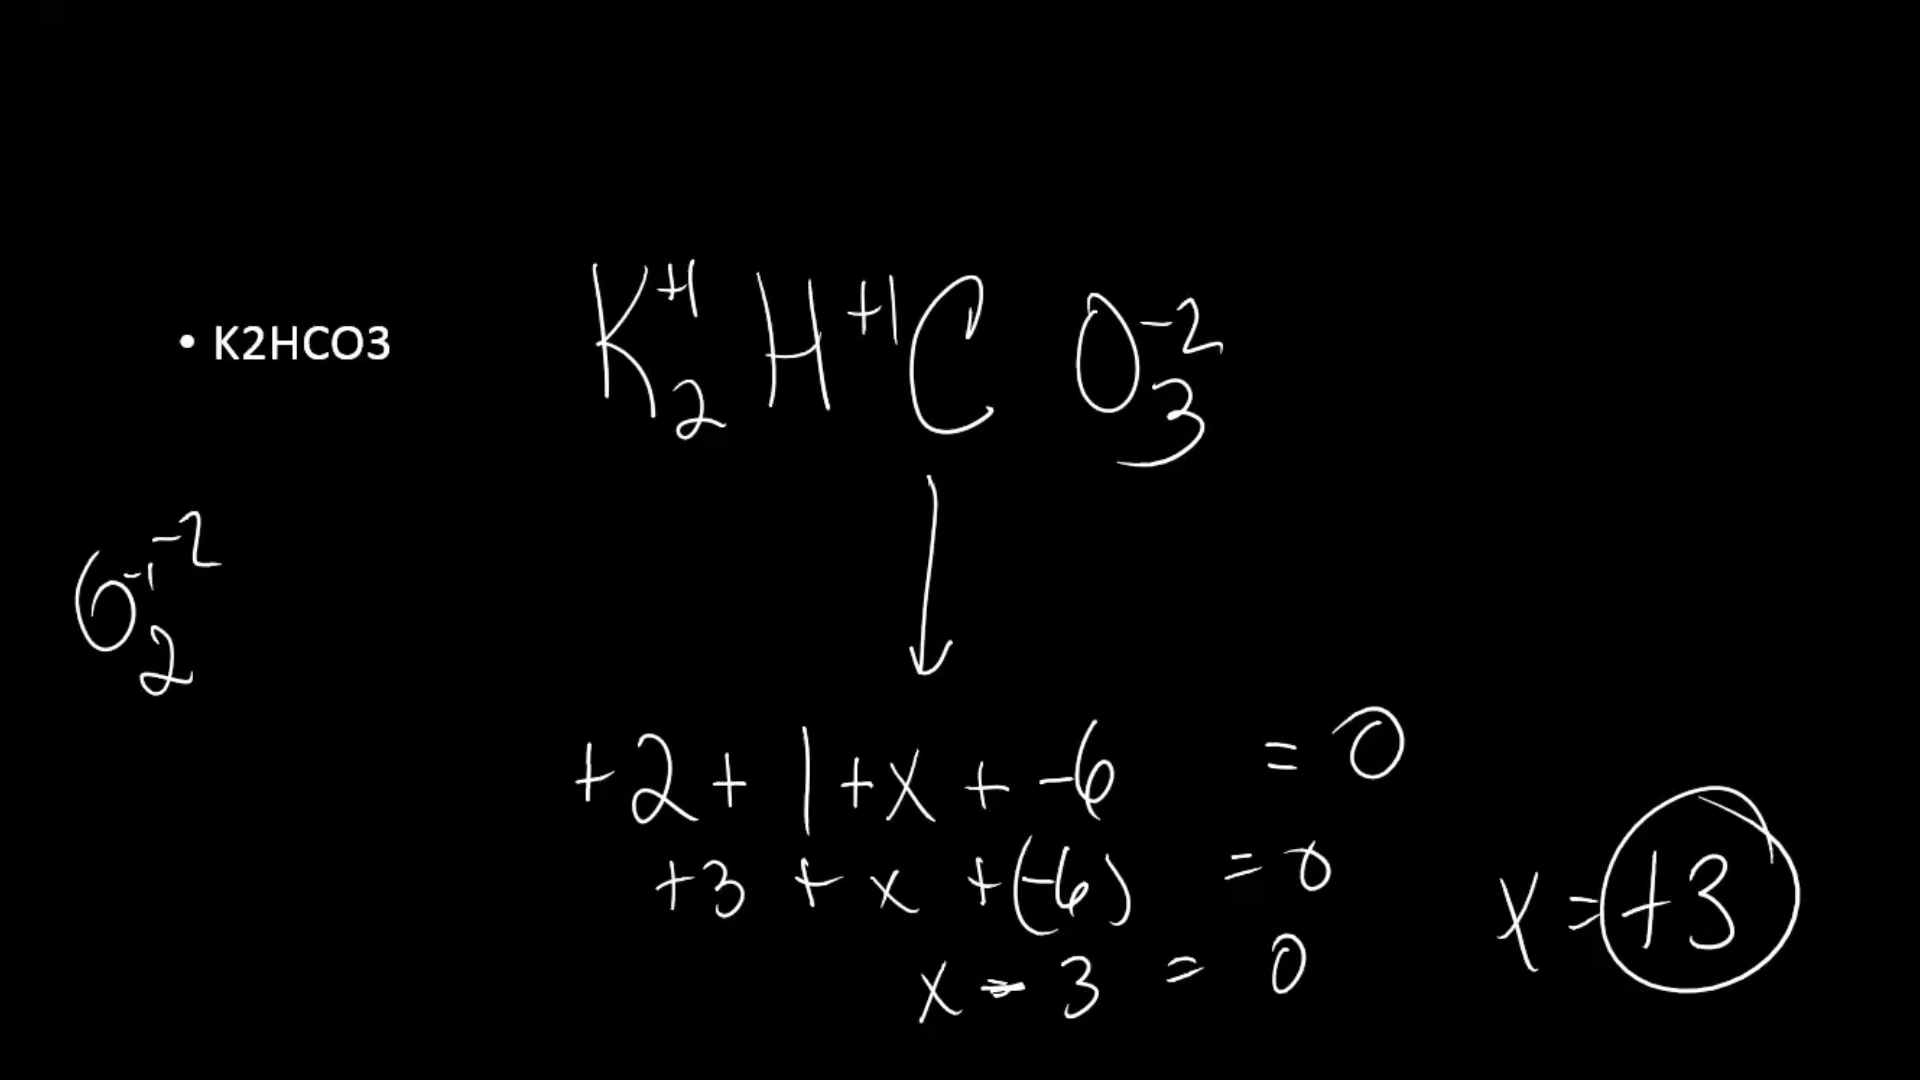 • K2HCO3
K₂⁺¹ H⁺¹ C O₃⁻²
O₂⁻¹ ⁻²
+2 + 1 + x + -6 = 0
+3 + x + (-6) = 0
x - 3 = 0
x = +3